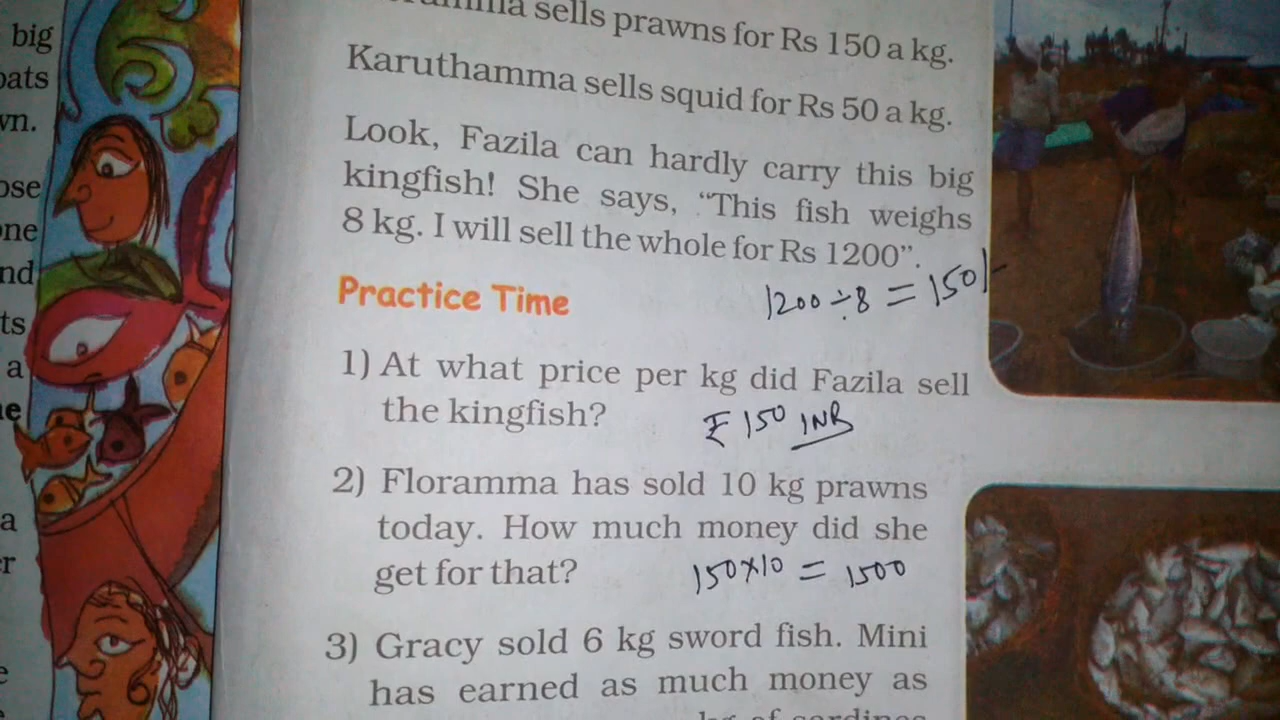 big
oats
wn.
ose
one
nd
ts
a
a
sells prawns for Rs 150 a kg.
Karuthamma sells squid for Rs 50 a kg.
Look, Fazila can hardly carry this big
kingfish! She says, “This fish weighs
8 kg. I will sell the whole for Rs 1200”.
1200 ÷ 8 = 150/-
Practice Time
1) At what price per kg did Fazila sell
the kingfish?
₹ 150 INR
2) Floramma has sold 10 kg prawns
today. How much money did she
get for that?
150 × 10 = 1500
3) Gracy sold 6 kg sword fish. Mini
has earned as much money as
kg of sardines